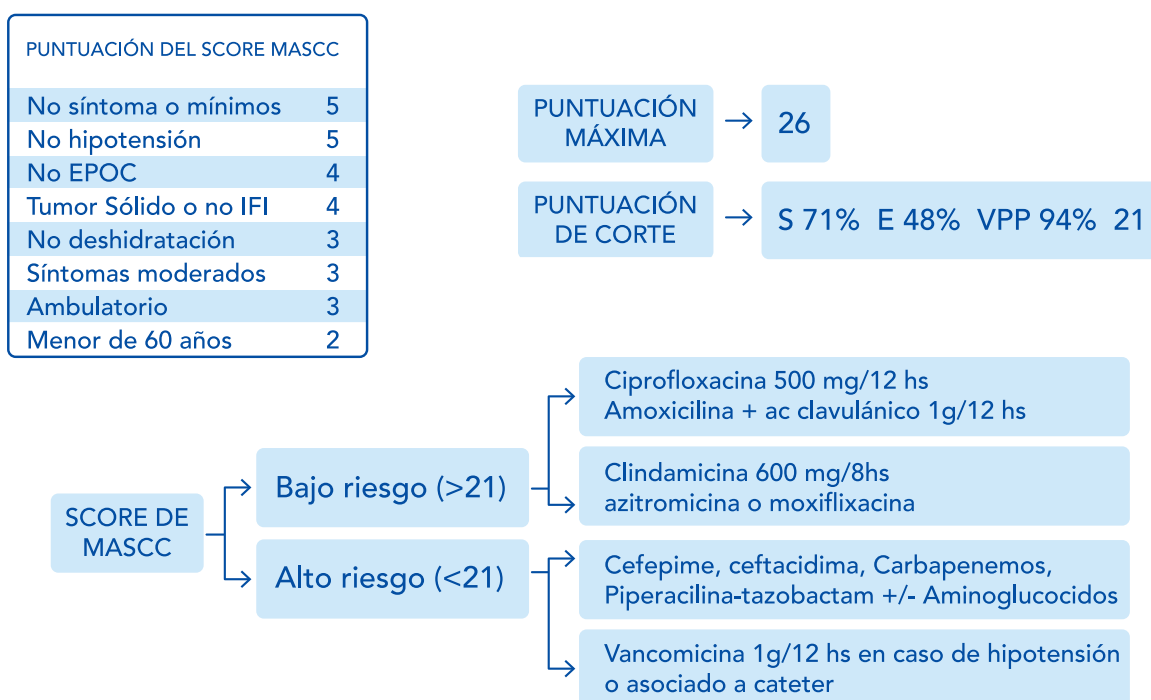 PUNTUACIÓN DEL SCORE MASCC
No síntoma o mínimos 5
No hipotensión 5
No EPOC 4
Tumor Sólido o no IFI 4
No deshidratación 3
Síntomas moderados 3
Ambulatorio 3
Menor de 60 años 2
PUNTUACIÓN
MÁXIMA
26
PUNTUACIÓN
DE CORTE
S 71% E 48% VPP 94% 21
SCORE DE
MASCC
Bajo riesgo (>21)
Ciprofloxacina 500 mg/12 hs
Amoxicilina + ac clavulánico 1g/12 hs
Clindamicina 600 mg/8hs
azitromicina o moxiflixacina
Alto riesgo (<21)
Cefepime, ceftacidima, Carbapenemos,
Piperacilina-tazobactam +/- Aminoglucocidos
Vancomicina 1g/12 hs en caso de hipotensión
o asociado a cateter